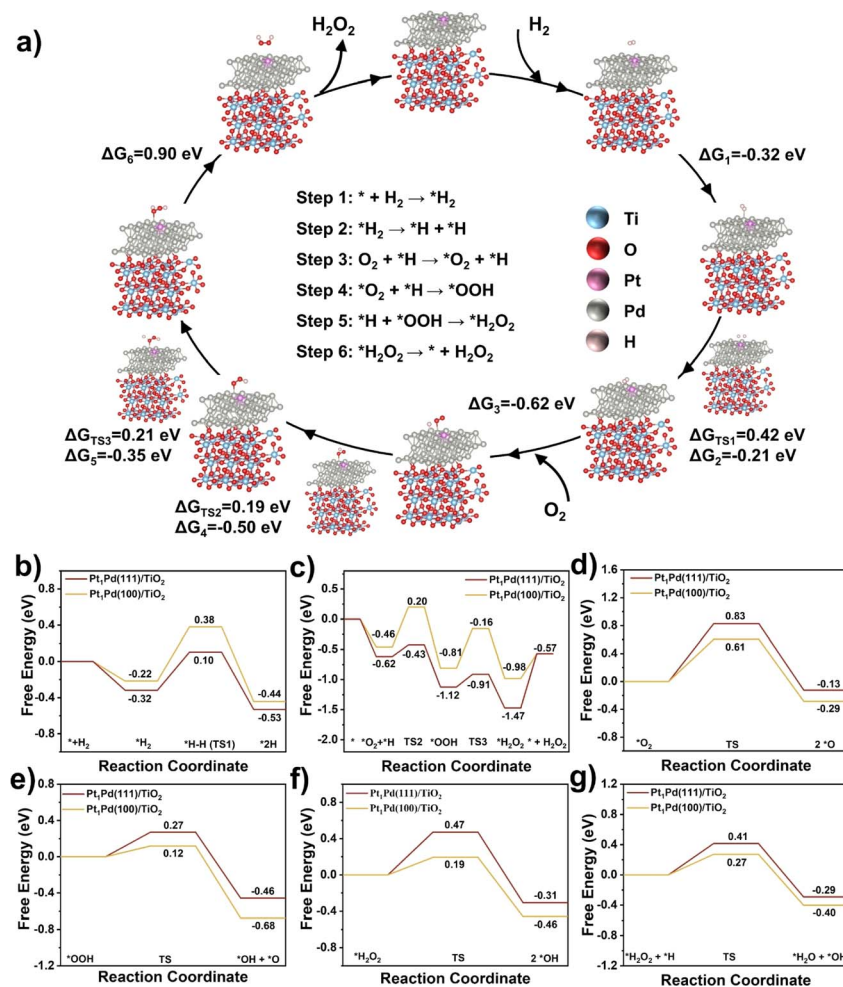 a)
H₂O₂
H₂
ΔG₆=0.90 eV
ΔG₁=-0.32 eV
Step 1: * + H₂ → *H₂
Step 2: *H₂ → *H + *H
Step 3: O₂ + *H → *O₂ + *H
Step 4: *O₂ + *H → *OOH
Step 5: *H + *OOH → *H₂O₂
Step 6: *H₂O₂ → * + H₂O₂
Ti
O
Pt
Pd
H
ΔG₃=-0.62 eV
ΔG_TS1=0.42 eV
ΔG₂=-0.21 eV
ΔG_TS3=0.21 eV
ΔG₅=-0.35 eV
ΔG_TS2=0.19 eV
ΔG₄=-0.50 eV
O₂
b)
Free Energy (eV)
0.8
0.4
0.0
-0.4
-0.8
Pt₁Pd(111)/TiO₂
Pt₁Pd(100)/TiO₂
0.38
0.10
-0.22
-0.32
-0.44
-0.53
*+H₂
*H₂
*H-H (TS1)
*2H
Reaction Coordinate
c)
Free Energy (eV)
1.0
0.5
0.0
-0.5
-1.0
-1.5
-2.0
Pt₁Pd(111)/TiO₂
Pt₁Pd(100)/TiO₂
0.20
-0.46
-0.62
-0.43
-0.81
-1.12
-0.16
-0.91
-0.98
-1.47
-0.57
*
*O₂+*H
TS2
*OOH
TS3
*H₂O₂
* + H₂O₂
Reaction Coordinate
d)
Free Energy (eV)
1.6
0.8
0.0
-0.8
Pt₁Pd(111)/TiO₂
Pt₁Pd(100)/TiO₂
0.83
0.61
-0.13
-0.29
*O₂
TS
2 *O
Reaction Coordinate
e)
Free Energy (eV)
0.8
0.4
0.0
-0.4
-0.8
-1.2
Pt₁Pd(111)/TiO₂
Pt₁Pd(100)/TiO₂
0.27
0.12
-0.46
-0.68
*OOH
TS
*OH + *O
Reaction Coordinate
f)
Free Energy (eV)
0.8
0.4
0.0
-0.4
-0.8
Pt₁Pd(111)/TiO₂
Pt₁Pd(100)/TiO₂
0.47
0.19
-0.31
-0.46
*H₂O₂
TS
2 *OH
Reaction Coordinate
g)
Free Energy (eV)
1.2
0.8
0.4
0.0
-0.4
-0.8
-1.2
Pt₁Pd(111)/TiO₂
Pt₁Pd(100)/TiO₂
0.41
0.27
-0.29
-0.40
*H₂O₂ + *H
TS
*H₂O + *OH
Reaction Coordinate